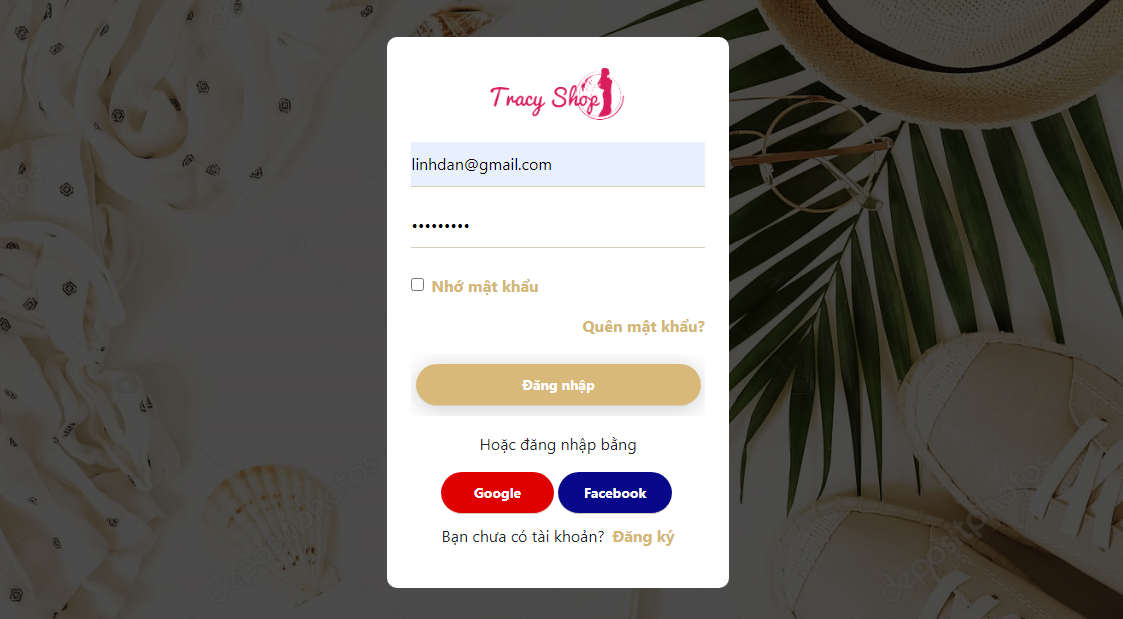 Tracy Shop
linhdan@gmail.com
•••••••••
Nhớ mật khẩu
Quên mật khẩu?
Đăng nhập
Hoặc đăng nhập bằng
Google Facebook
Bạn chưa có tài khoản? Đăng ký
depositphotos